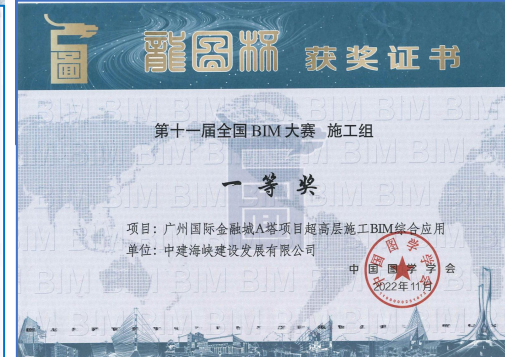 龍圖杯 获奖证书
第十一届全国 BIM 大赛 施工组
一等奖
项目：广州国际金融城A塔项目超高层施工BIM综合应用
单位：中建海峡建设发展有限公司
中国图学学会
2022年11月